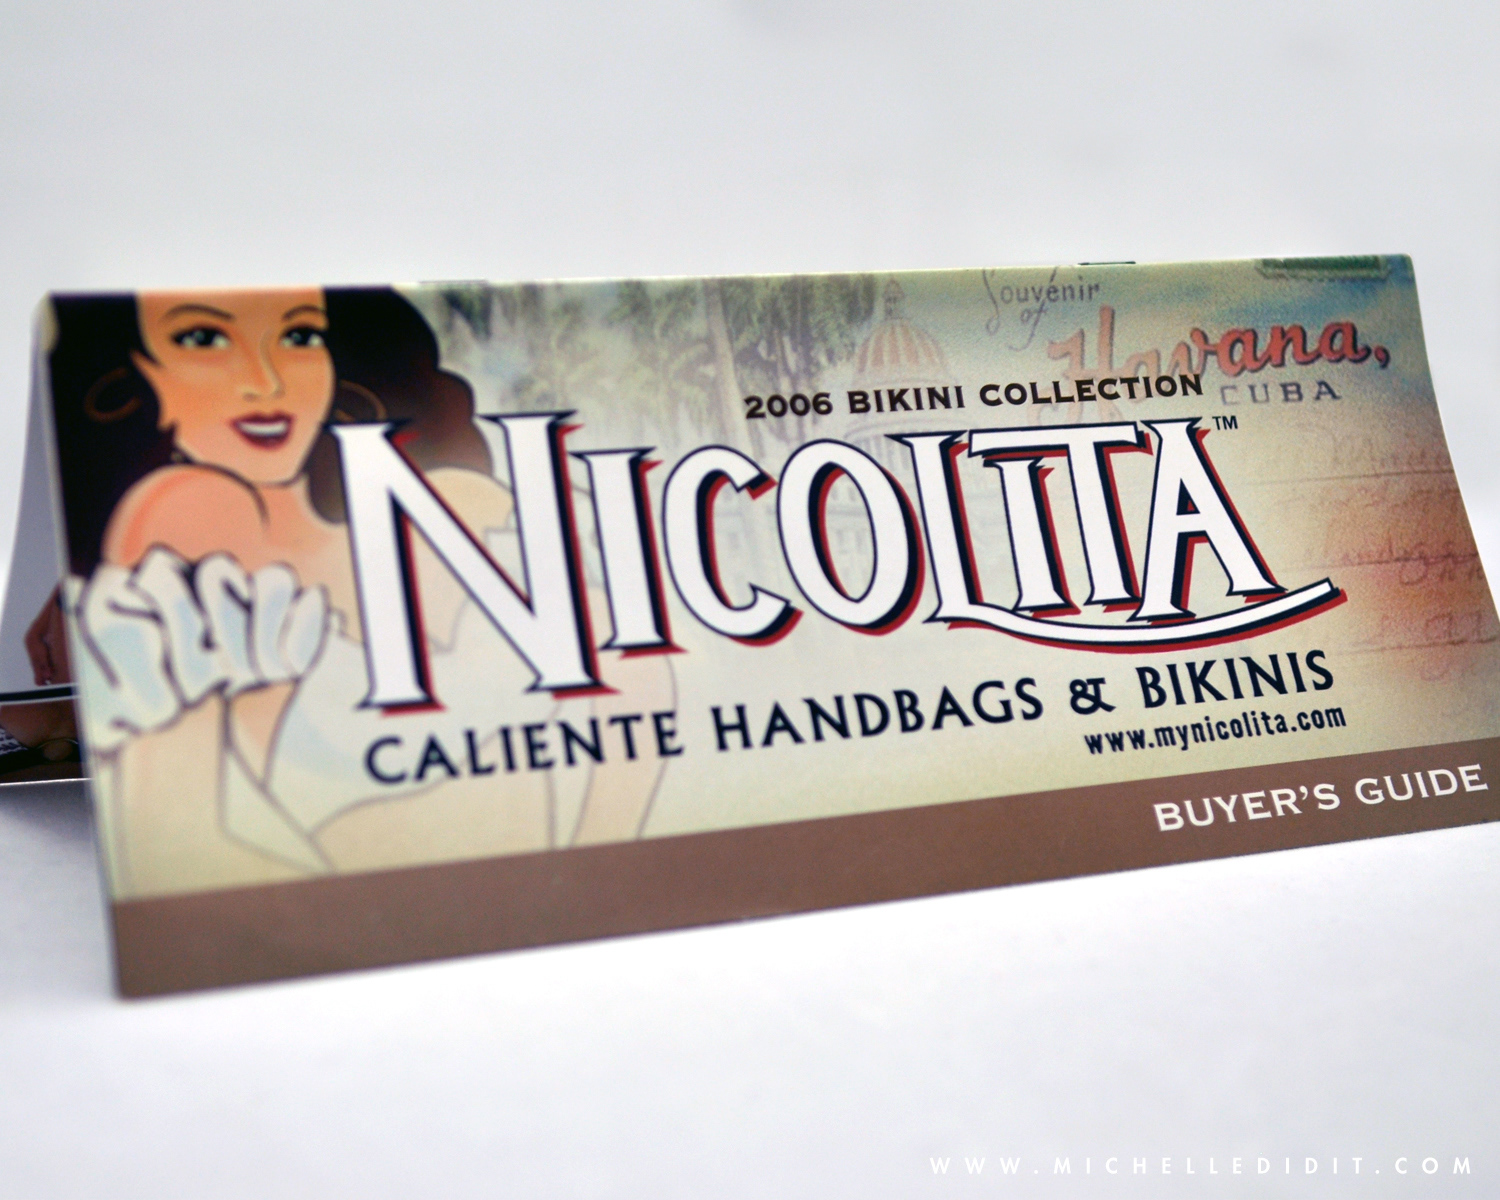 Souvenir
of
Havana,
CUBA
2006 BIKINI COLLECTION
NICOLITA™
CALIENTE HANDBAGS & BIKINIS
www.mynicolita.com
BUYER'S GUIDE
WWW.MICHELLEDIDIT.COM